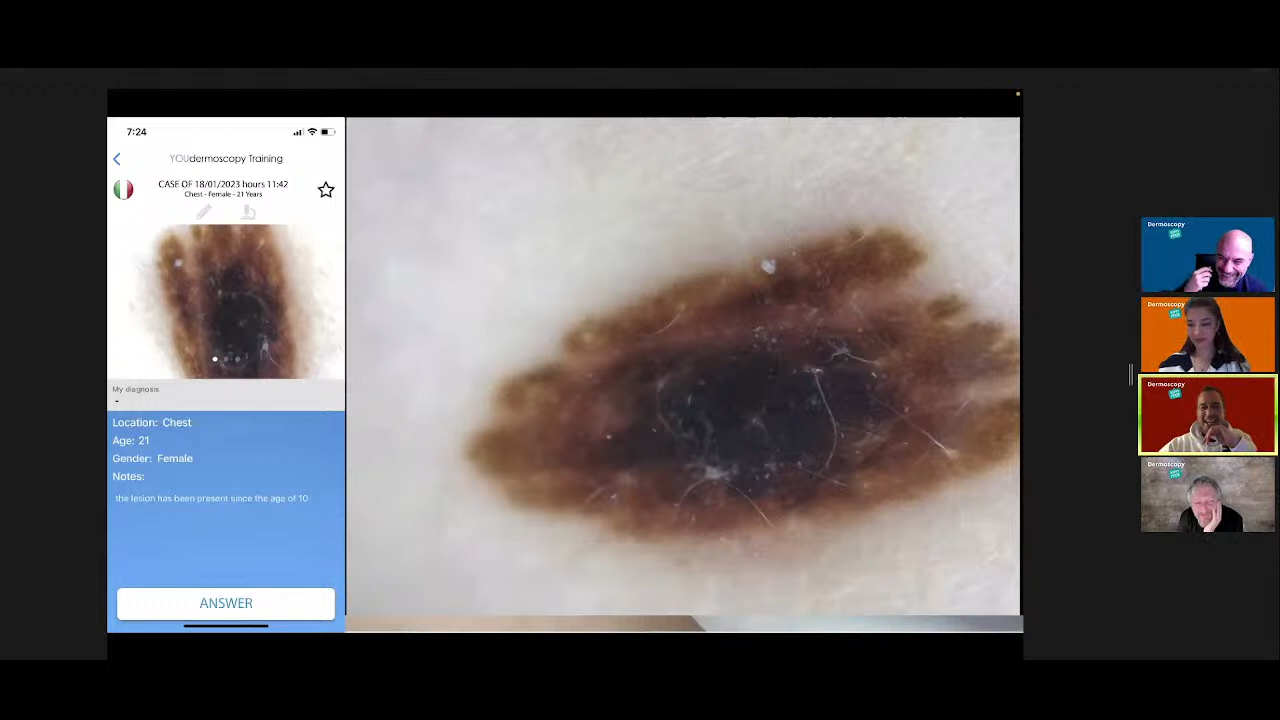 7:24
YOUdermoscopy Training
CASE OF 18/01/2023 hours 11:42
Chest - Female - 21 Years
My diagnosis
-
Location: Chest
Age: 21
Gender: Female
Notes:
the lesion has been present since the age of 10
ANSWER
Dermoscopy
Dermoscopy
Dermoscopy
Dermoscopy